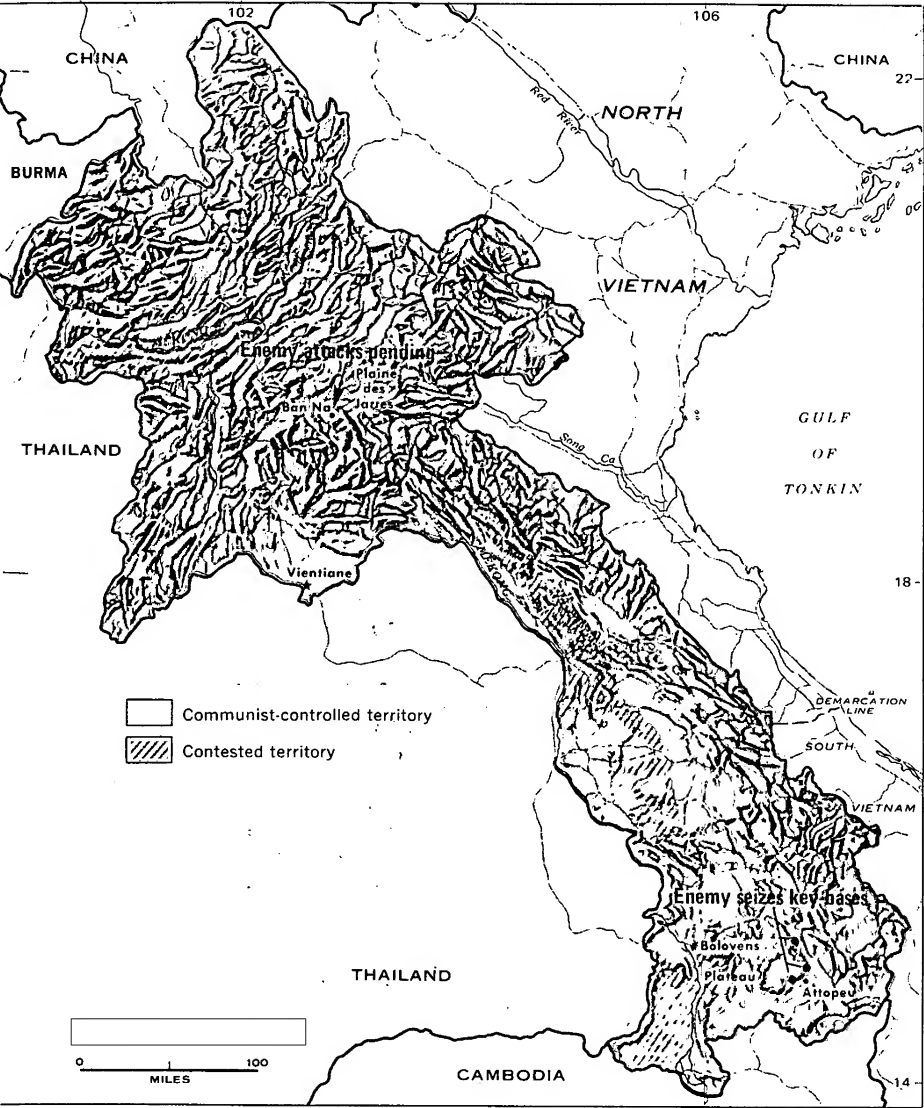 102
106
CHINA
CHINA
22
Red
River
NORTH
BURMA
VIETNAM
Enemy attacks pending
Plaine
des
Jarres
Ban Na
THAILAND
Song Ca
GULF
OF
TONKIN
Vientiane
18
Communist-controlled territory
Contested territory
DEMARCATION
LINE
SOUTH
VIETNAM
Enemy seizes key bases
Bolovens
Plateau
Attopeu
THAILAND
0 100
MILES
CAMBODIA
14